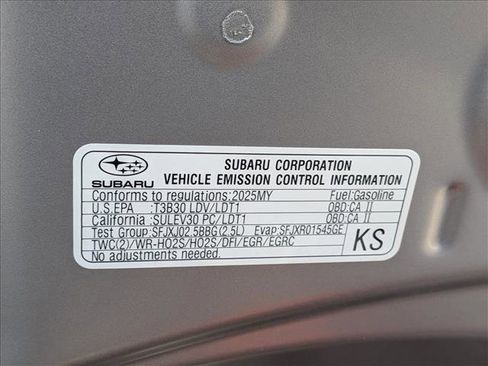 SUBARU CORPORATION
SUBARU VEHICLE EMISSION CONTROL INFORMATION
Conforms to regulations:2025MY Fuel:Gasoline
U.S.EPA :T3B30 LDV/LDT1 OBD:CA II
California :SULEV30 PC/LDT1 OBD:CA II
Test Group:SFJXJ02.5BBG(2.5L) Evap:SFJXR01545GE
TWC(2)/WR-HO2S/HO2S/DFI/EGR/EGRC
No adjustments needed.
KS